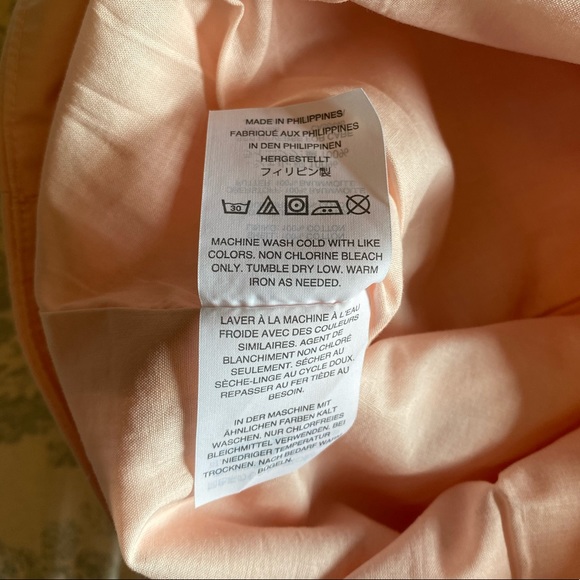 MADE IN PHILIPPINES/
FABRIQUÉ AUX PHILIPPINES
IN DEN PHILIPPINEN
HERGESTELLT
フィリピン製
30
MACHINE WASH COLD WITH LIKE
COLORS. NON CHLORINE BLEACH
ONLY. TUMBLE DRY LOW. WARM
IRON AS NEEDED.
LAVER À LA MACHINE À L'EAU
FROIDE AVEC DES COULEURS
SIMILAIRES. AGENT DE
BLANCHIMENT NON CHLORÉ
SEULEMENT. SÉCHER AU
SÈCHE-LINGE AU CYCLE DOUX.
REPASSER AU FER TIÈDE AU
BESOIN.
IN DER MASCHINE MIT
ÄHNLICHEN FARBEN KALT
WASCHEN. NUR CHLORFREIES
BLEICHMITTEL VERWENDEN. BEI
NIEDRIGER TEMPERATUR
TROCKNEN. NACH BEDARF WA
BÜGELN.